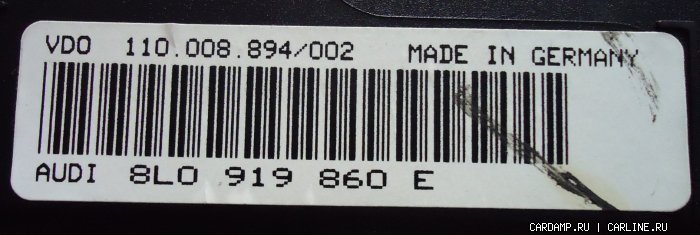 VDO 110.008.894/002 MADE IN GERMANY
AUDI 8L0 919 860 E
CARDAMP.RU | CARLINE.RU